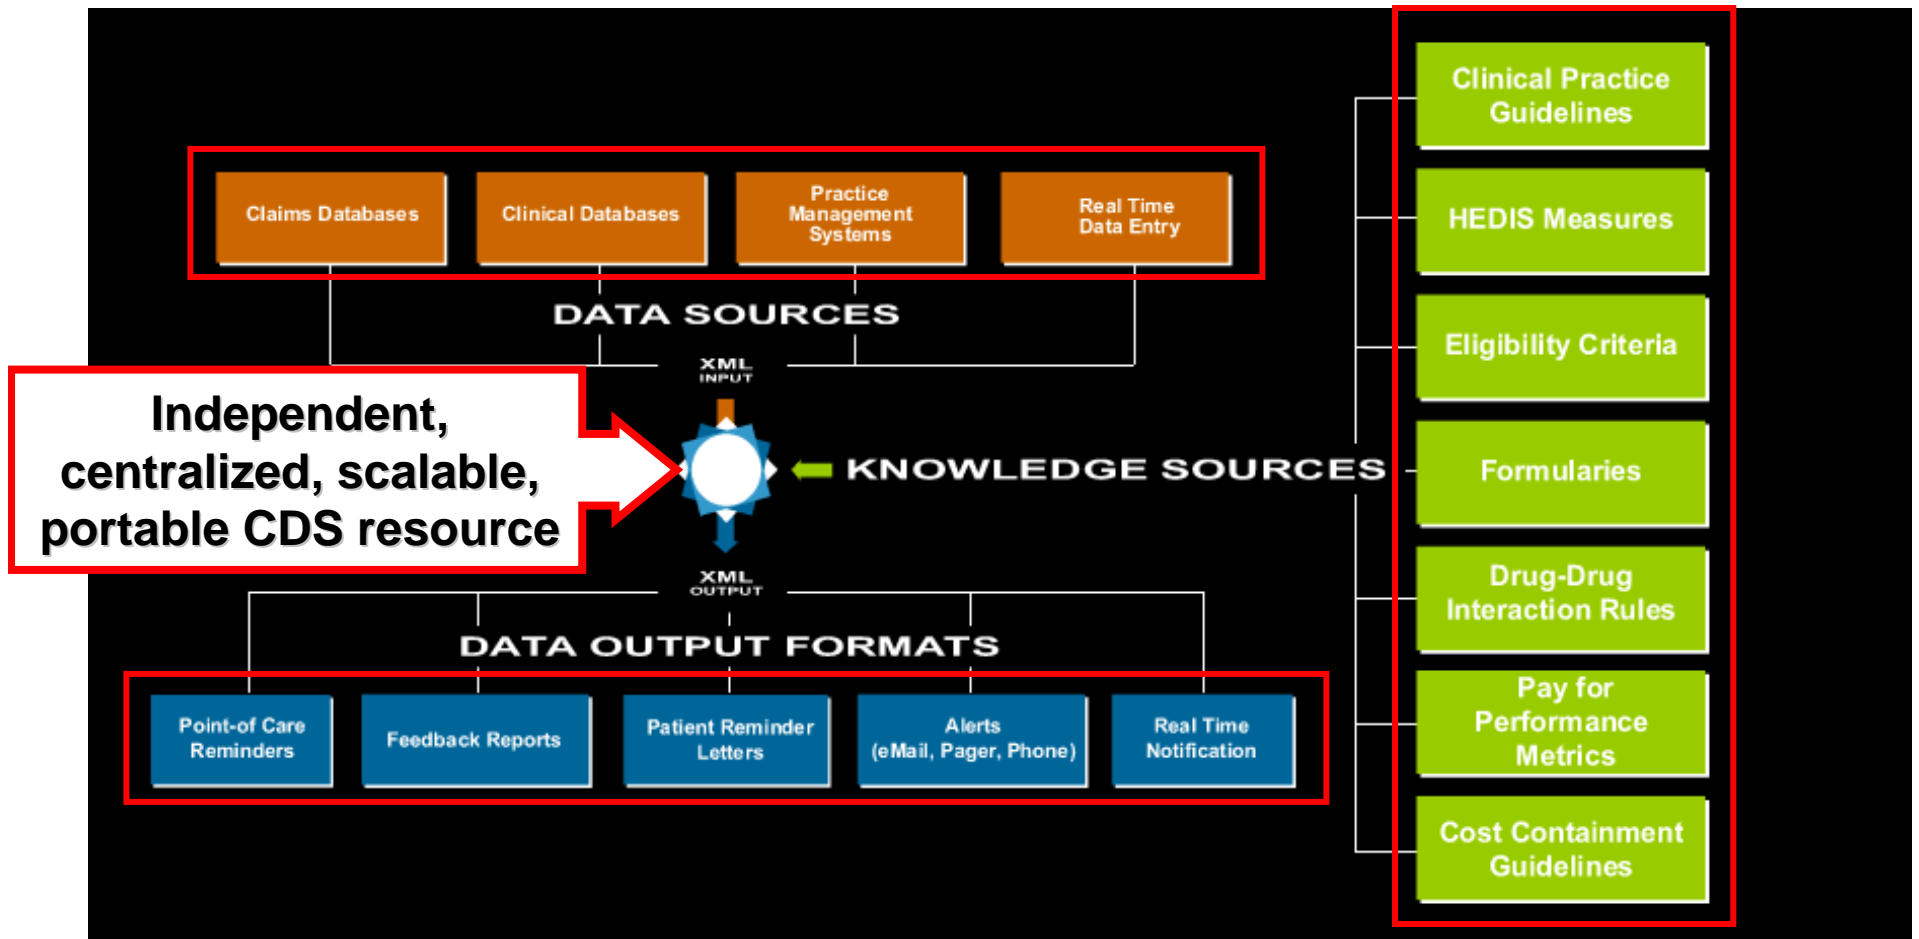 Claims Databases
Clinical Databases
Practice
Management
Systems
Real Time
Data Entry
DATA SOURCES
XML
INPUT
Independent,
centralized, scalable,
portable CDS resource
KNOWLEDGE SOURCES
XML
OUTPUT
DATA OUTPUT FORMATS
Point-of Care
Reminders
Feedback Reports
Patient Reminder
Letters
Alerts
(eMail, Pager, Phone)
Real Time
Notification
Clinical Practice
Guidelines
HEDIS Measures
Eligibility Criteria
Formularies
Drug-Drug
Interaction Rules
Pay for
Performance
Metrics
Cost Containment
Guidelines